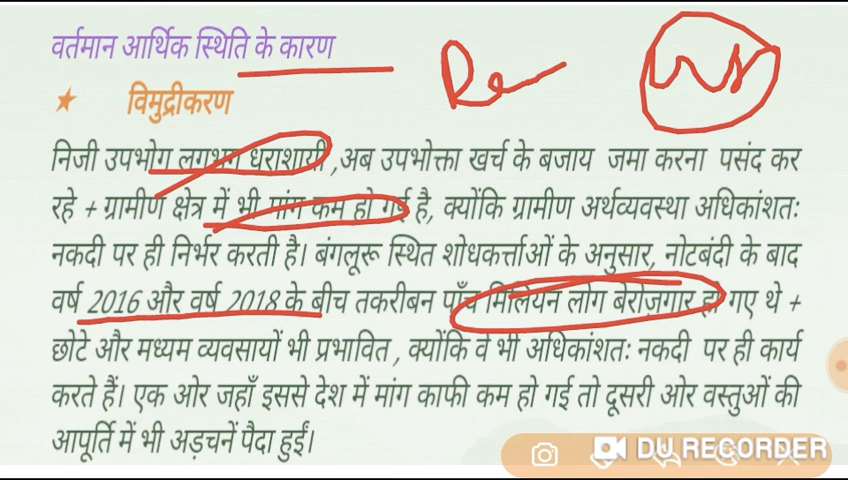 वर्तमान आर्थिक स्थिति के कारण
★ विमुद्रीकरण
निजी उपभोग लगभग धराशायी ,अब उपभोक्ता खर्च के बजाय जमा करना पसंद कर
रहे + ग्रामीण क्षेत्र में भी मांग कम हो गई है, क्योंकि ग्रामीण अर्थव्यवस्था अधिकांशतः
नकदी पर ही निर्भर करती है। बंगलूरू स्थित शोधकर्त्ताओं के अनुसार, नोटबंदी के बाद
वर्ष 2016 और वर्ष 2018 के बीच तकरीबन पाँच मिलियन लोग बेरोज़गार हो गए थे +
छोटे और मध्यम व्यवसायों भी प्रभावित , क्योंकि वे भी अधिकांशतः नकदी पर ही कार्य
करते हैं। एक ओर जहाँ इससे देश में मांग काफी कम हो गई तो दूसरी ओर वस्तुओं की
आपूर्ति में भी अड़चनें पैदा हुईं।
DU RECORDER